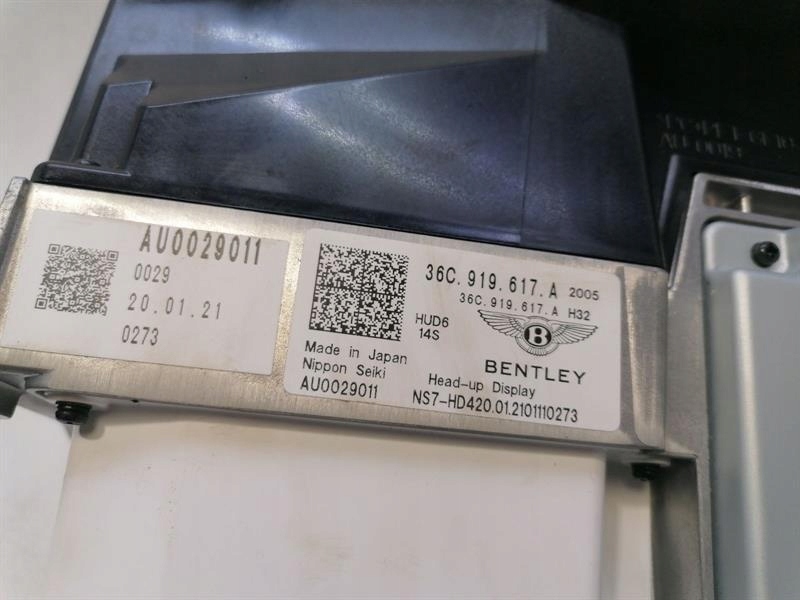 AU0029011
0029
20.01.21
0273
36C.919.617.A 2005
36C.919.617.A H32
HUD6
14S
B
BENTLEY
Made in Japan
Nippon Seiki
Head-up Display
AU0029011
NS7-HD420.01.2101110273